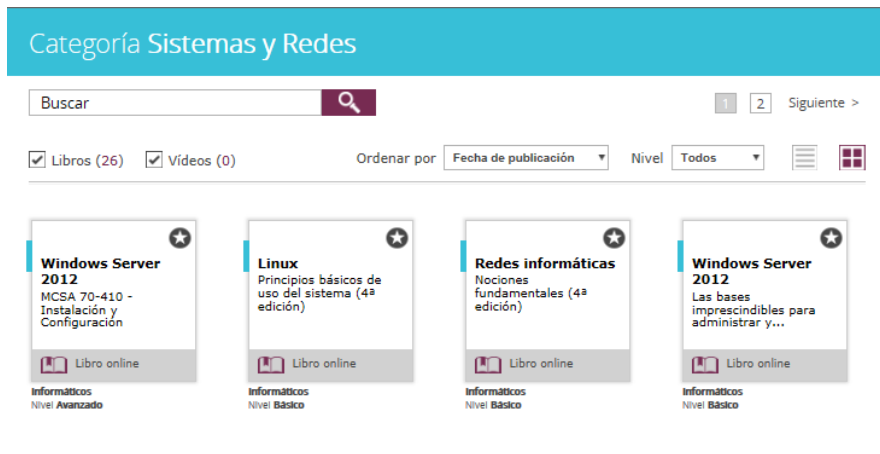 Categoría Sistemas y Redes
Buscar
1 2 Siguiente >
Libros (26) Vídeos (0) Ordenar por Fecha de publicación Nivel Todos
Windows Server
2012
MCSA 70-410 -
Instalación y
Configuración
Libro online
Informáticos
Nivel Avanzado
Linux
Principios básicos de
uso del sistema (4ª
edición)
Libro online
Informáticos
Nivel Básico
Redes informáticas
Nociones
fundamentales (4ª
edición)
Libro online
Informáticos
Nivel Básico
Windows Server
2012
Las bases
imprescindibles para
administrar y...
Libro online
Informáticos
Nivel Básico